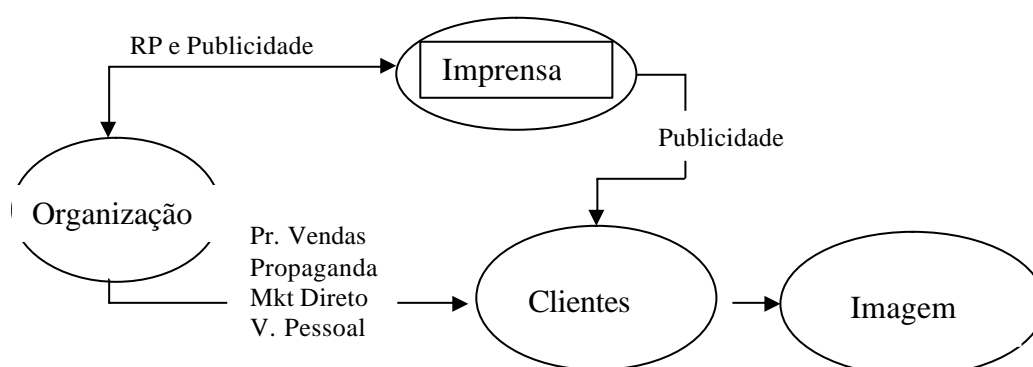 RP e Publicidade
Imprensa
Publicidade
Organização
Pr. Vendas
Propaganda
Mkt Direto
V. Pessoal
Clientes
Imagem